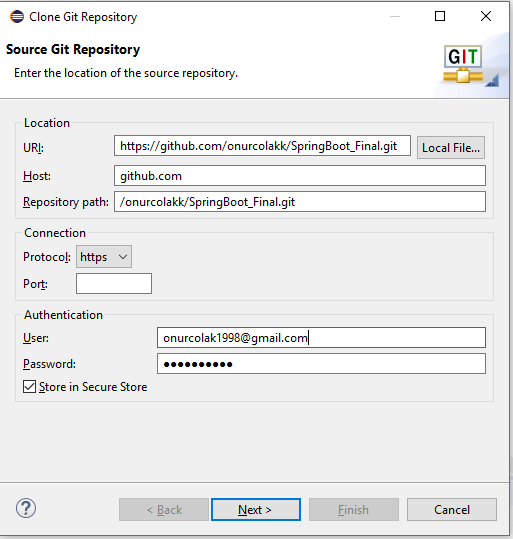 Clone Git Repository
Source Git Repository
Enter the location of the source repository.
GIT
Location
URI: https://github.com/onurcolakk/SpringBoot_Final.git Local File...
Host: github.com
Repository path: /onurcolakk/SpringBoot_Final.git
Connection
Protocol: https
Port:
Authentication
User: onurcolak1998@gmail.com
Password: ●●●●●●●●●●
Store in Secure Store
? < Back Next > Finish Cancel